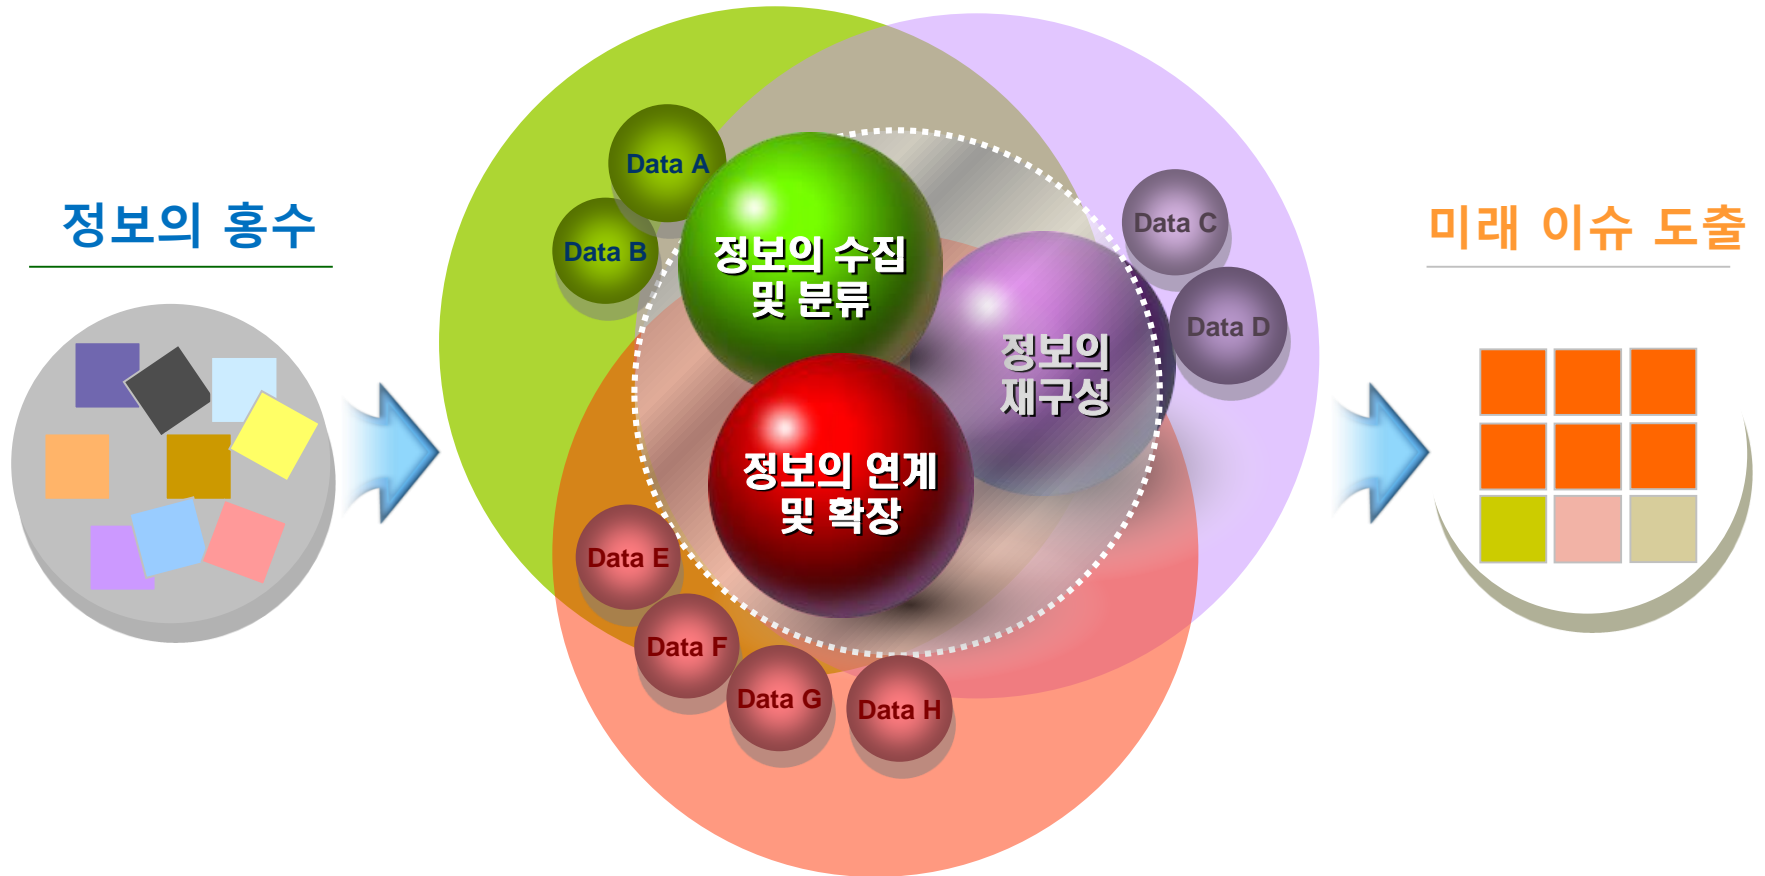 정보의 홍수
Data A
Data B
정보의 수집
및 분류
Data C
Data D
정보의
재구성
정보의 연계
및 확장
Data E
Data F
Data G
Data H
미래 이슈 도출